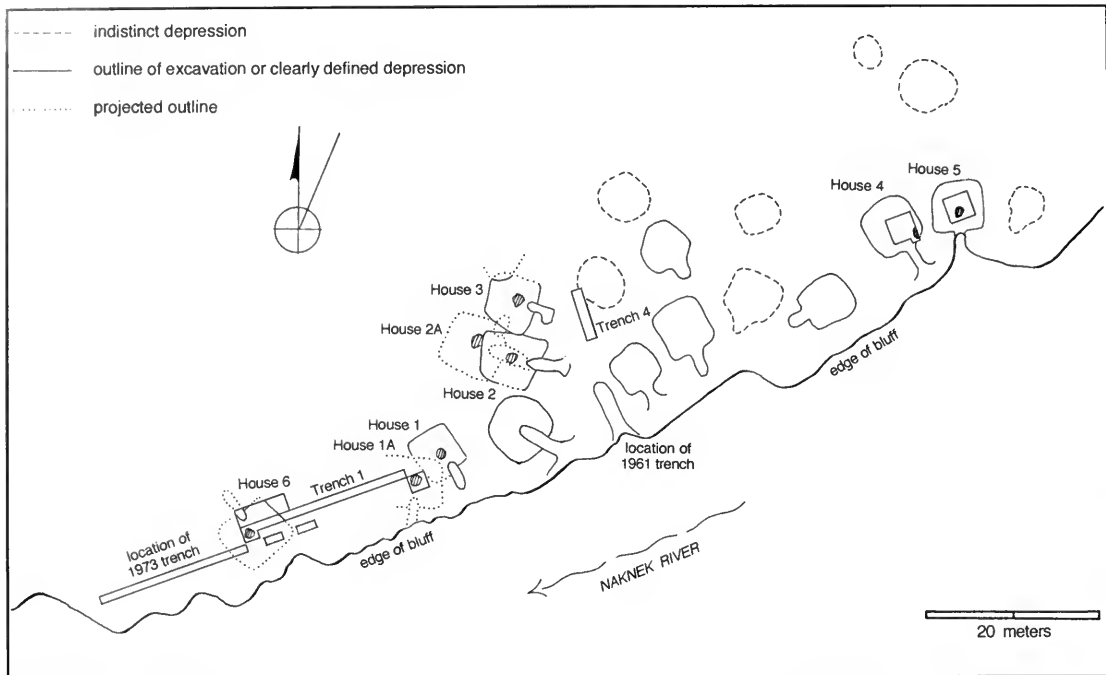 indistinct depression
outline of excavation or clearly defined depression
projected outline
House 5
House 4
House 3
House 2A
Trench 4
House 2
edge of bluff
House 1
House 1A
location of
1961 trench
House 6
Trench 1
location of
1973 trench
edge of bluff
NAKNEK RIVER
20 meters